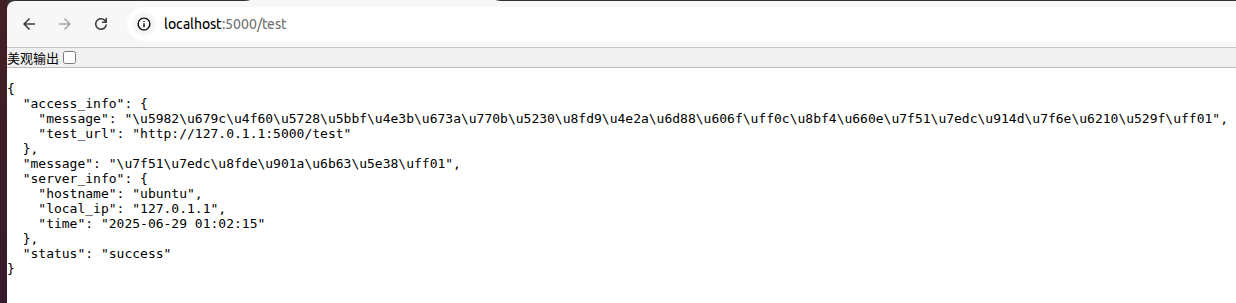 localhost:5000/test
美观输出
{
  "access_info": {
    "message": "\u5982\u679c\u4f60\u5728\u5bbf\u4e3b\u673a\u770b\u5230\u8fd9\u4e2a\u6d88\u606f\uff0c\u8bf4\u660e\u7f51\u7edc\u914d\u7f6e\u6210\u529f\uff01",
    "test_url": "http://127.0.1.1:5000/test"
  },
  "message": "\u7f51\u7edc\u8fde\u901a\u6b63\u5e38\uff01",
  "server_info": {
    "hostname": "ubuntu",
    "local_ip": "127.0.1.1",
    "time": "2025-06-29 01:02:15"
  },
  "status": "success"
}